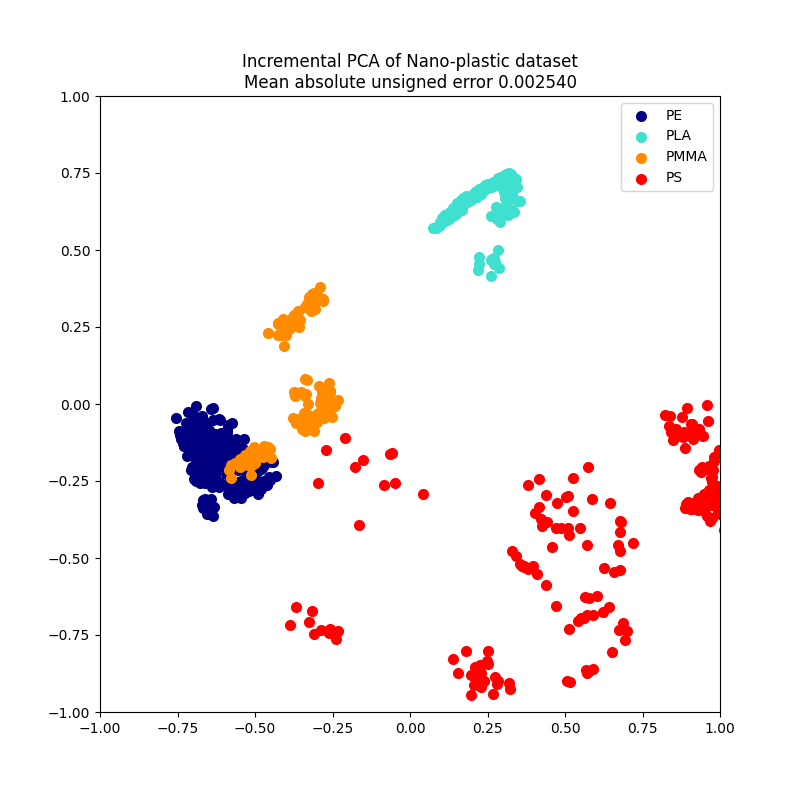 Incremental PCA of Nano-plastic dataset
Mean absolute unsigned error 0.002540
1.00
0.75
0.50
0.25
0.00
−0.25
−0.50
−0.75
−1.00
PE
PLA
PMMA
PS
−1.00 −0.75 −0.50 −0.25 0.00 0.25 0.50 0.75 1.00